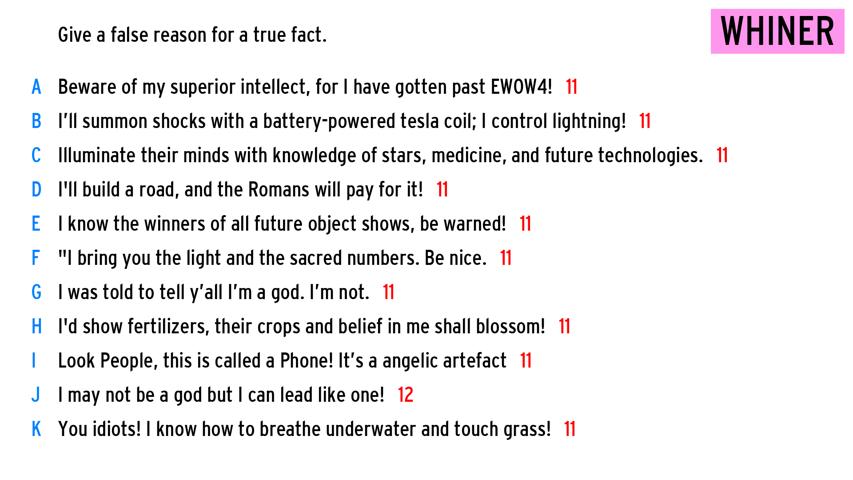 Give a false reason for a true fact.
WHINER
A Beware of my superior intellect, for I have gotten past EWOW4! 11
B I’ll summon shocks with a battery-powered tesla coil; I control lightning! 11
C Illuminate their minds with knowledge of stars, medicine, and future technologies. 11
D I'll build a road, and the Romans will pay for it! 11
E I know the winners of all future object shows, be warned! 11
F "I bring you the light and the sacred numbers. Be nice. 11
G I was told to tell y’all I’m a god. I’m not. 11
H I'd show fertilizers, their crops and belief in me shall blossom! 11
I Look People, this is called a Phone! It’s a angelic artefact 11
J I may not be a god but I can lead like one! 12
K You idiots! I know how to breathe underwater and touch grass! 11